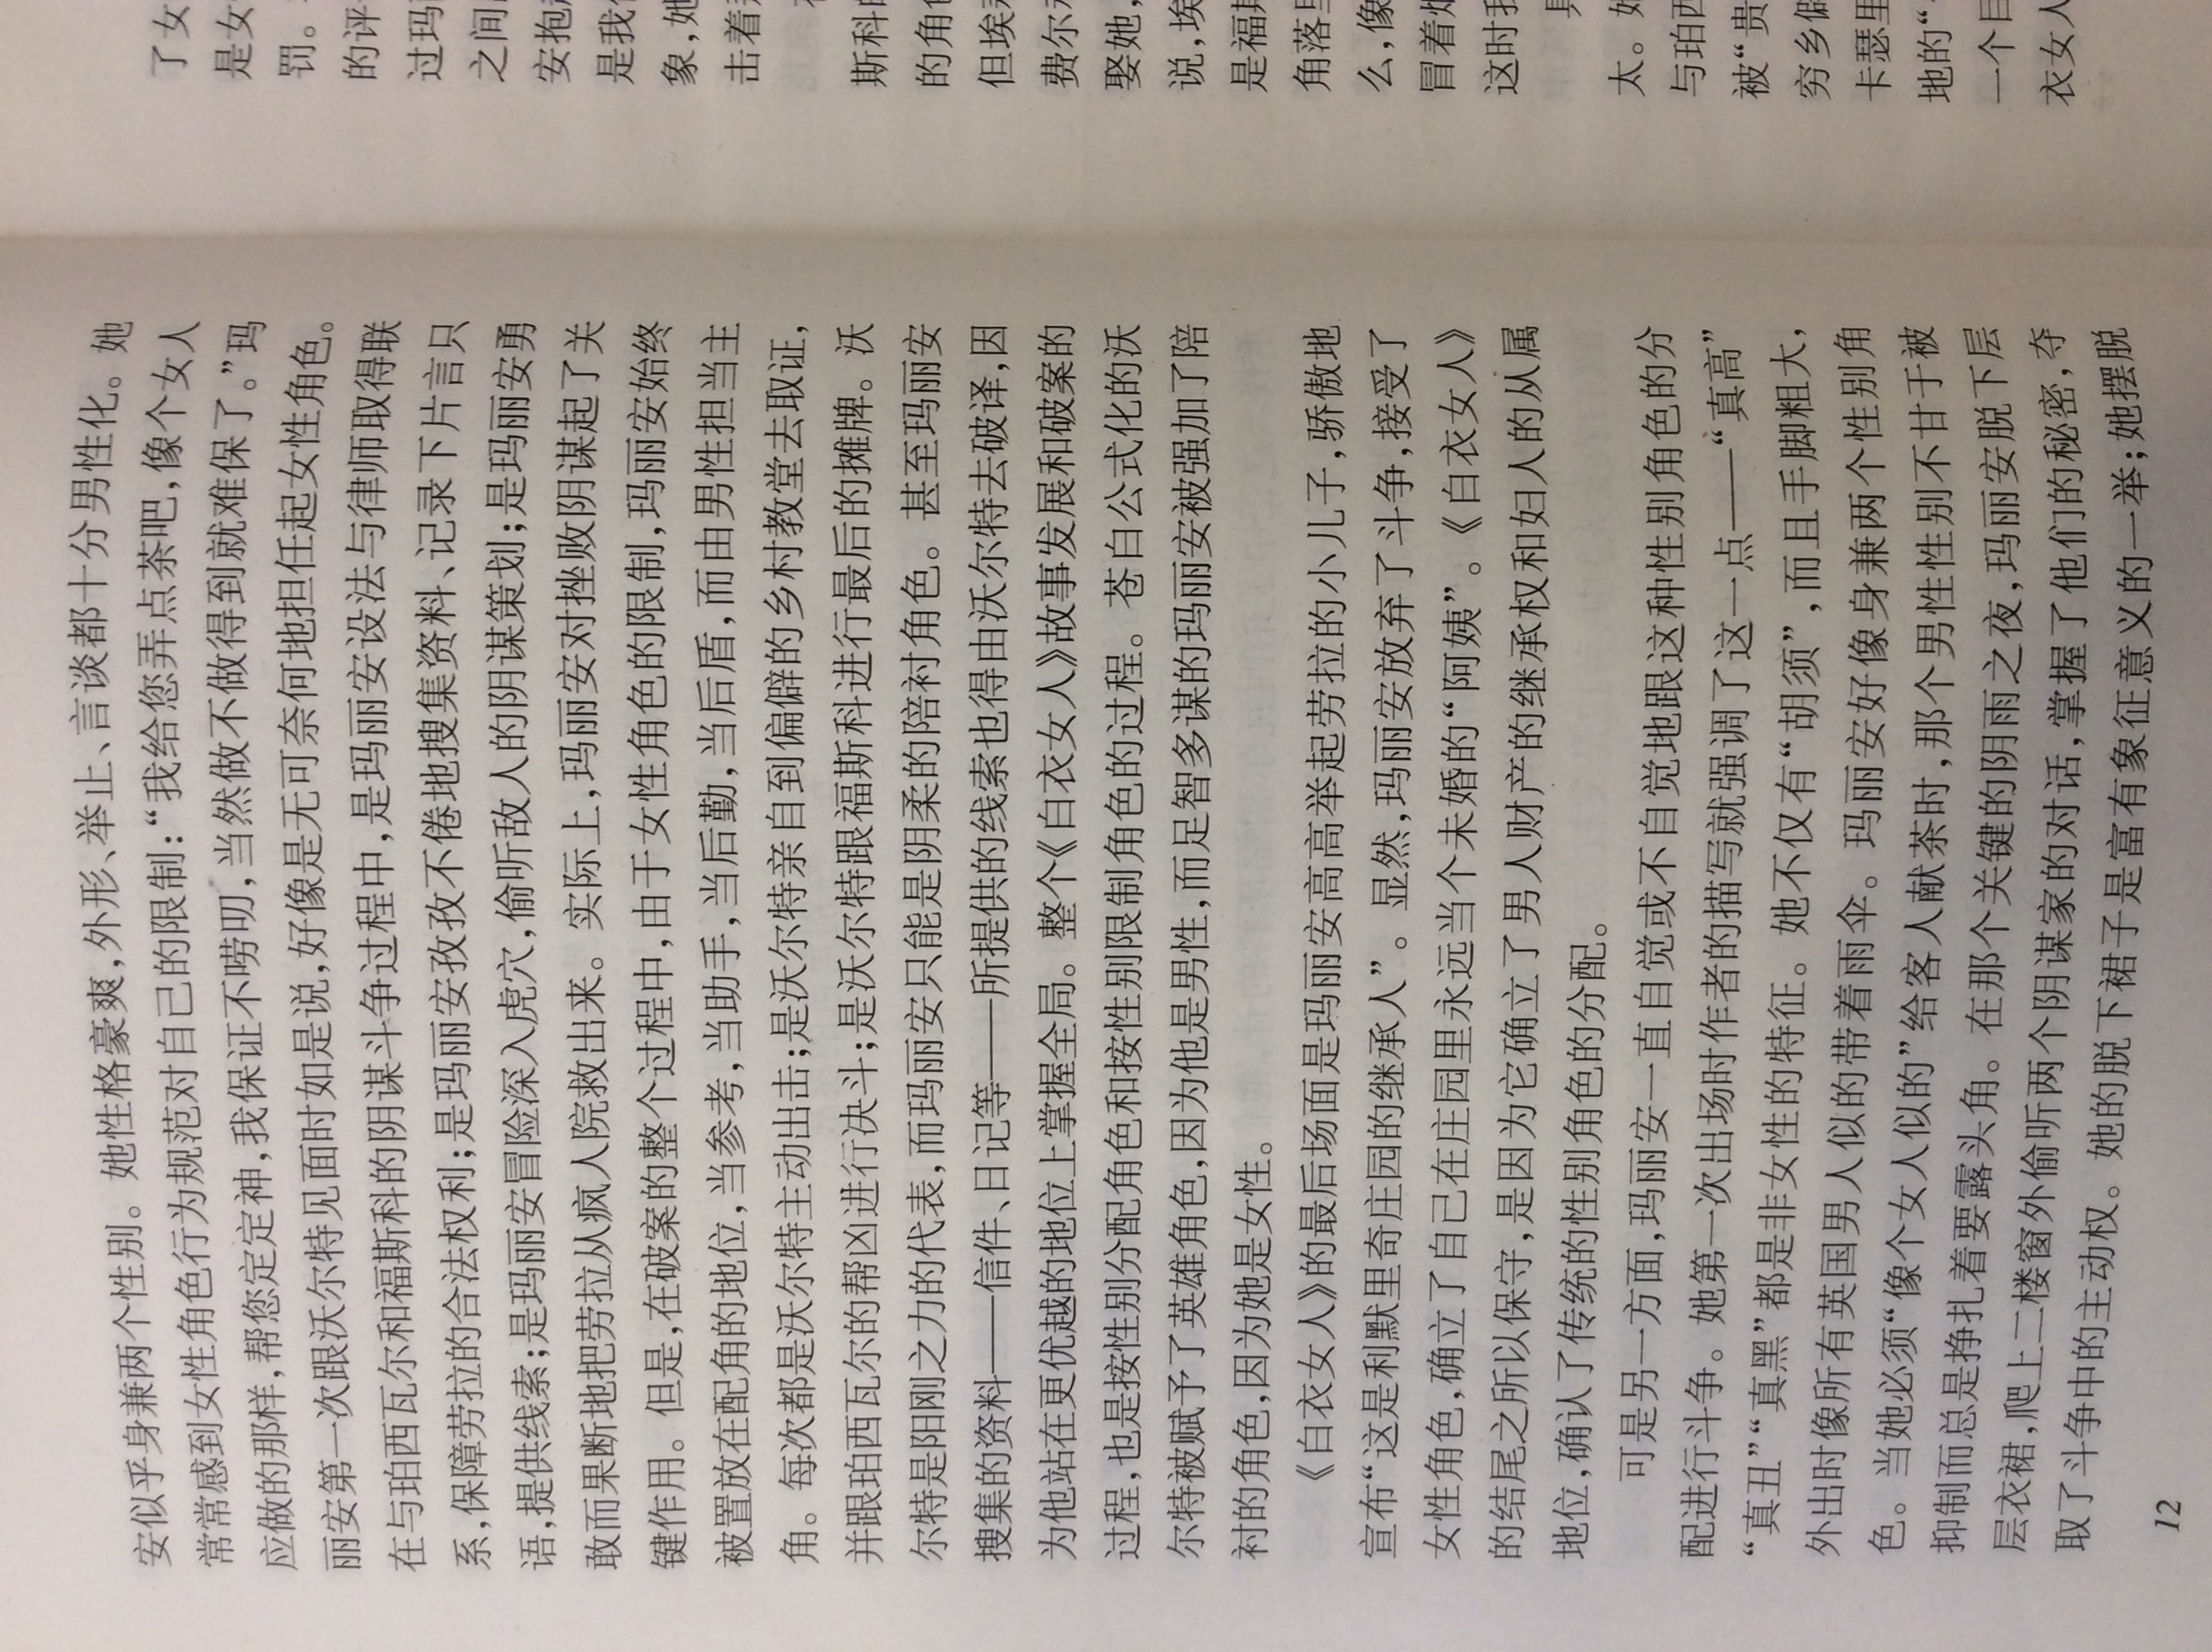 安似乎身兼两个性别。她性格豪爽,外形、举止、言谈都十分男性化。她
常常感到女性角色行为规范对自己的限制:“我给您弄点茶吧,像个女人
应做的那样,帮您定定神,我保证不唠叨,当然做不做得到就难保了。”玛
丽安第一次跟沃尔特见面时如是说,好像是无可奈何地担任起女性角色。
在与珀西瓦尔和福斯科的阴谋斗争过程中,是玛丽安设法与律师取得联
系,保障劳拉的合法权利;是玛丽安孜孜不倦地搜集资料、记录下片言只
语,提供线索;是玛丽安冒险深入虎穴,偷听敌人的阴谋策划;是玛丽安勇
敢而果断地把劳拉从疯人院救出来。实际上,玛丽安对挫败阴谋起了关
键作用。但是,在破案的整个过程中,由于女性角色的限制,玛丽安始终
被置放在配角的地位,当参考,当助手,当后勤,当后盾,而由男性担当主
角。每次都是沃尔特主动出击;是沃尔特亲自到偏僻的乡村教堂去取证,
并跟珀西瓦尔的帮凶进行决斗;是沃尔特跟福斯科进行最后的摊牌。沃
尔特是阳刚之力的代表,而玛丽安只能是阴柔的陪衬角色。甚至玛丽安
搜集的资料——信件、日记等——所提供的线索也得由沃尔特去破译,因
为他站在更优越的地位上掌握全局。整个《白衣女人》故事发展和破案的
过程,也是按性别分配角色和按性别限制角色的过程。苍白公式化的沃
尔特被赋予了英雄角色,因为他是男性,而足智多谋的玛丽安被强加了陪
衬的角色,因为她是女性。
《白衣女人》的最后场面是玛丽安高高举起劳拉的小儿子,骄傲地
宣布“这是利默里奇庄园的继承人”。显然,玛丽安放弃了斗争,接受了
女性角色,确立了自己在庄园里永远当个未婚的“阿姨”。《白衣女人》
的结尾之所以保守,是因为它确立了男人财产的继承权和妇人的从属
地位,确认了传统的性别角色的分配。
可是另一方面,玛丽安一直自觉或不自觉地跟这种性别角色的分
配进行斗争。她第一次出场时作者的描写就强调了这一点——“真高”
“真丑”“真黑”都是非女性的特征。她不仅有“胡须”,而且手脚粗大,
外出时像所有英国男人似的带着雨伞。玛丽安好像身兼两个性别角
色。当她必须“像个女人似的”给客人献茶时,那个男性性别不甘于被
抑制而总是挣扎着要露头角。在那个关键的阴雨之夜,玛丽安脱下层
层衣裙,爬上二楼窗外偷听两个阴谋家的对话,掌握了他们的秘密,夺
取了斗争中的主动权。她的脱下裙子是富有象征意义的一举;她摆脱
12
了女
是女
罚。
的评
过玛
之间
安抱
是我
象,她
击着
斯科的
的角色
但埃
费尔
娶她,
说,埃
是福斯
角落里
么,像
冒着
这时我
太。她
与珀西
被“贵
穷乡僻
卡瑟里
地的“
一个目
衣女人